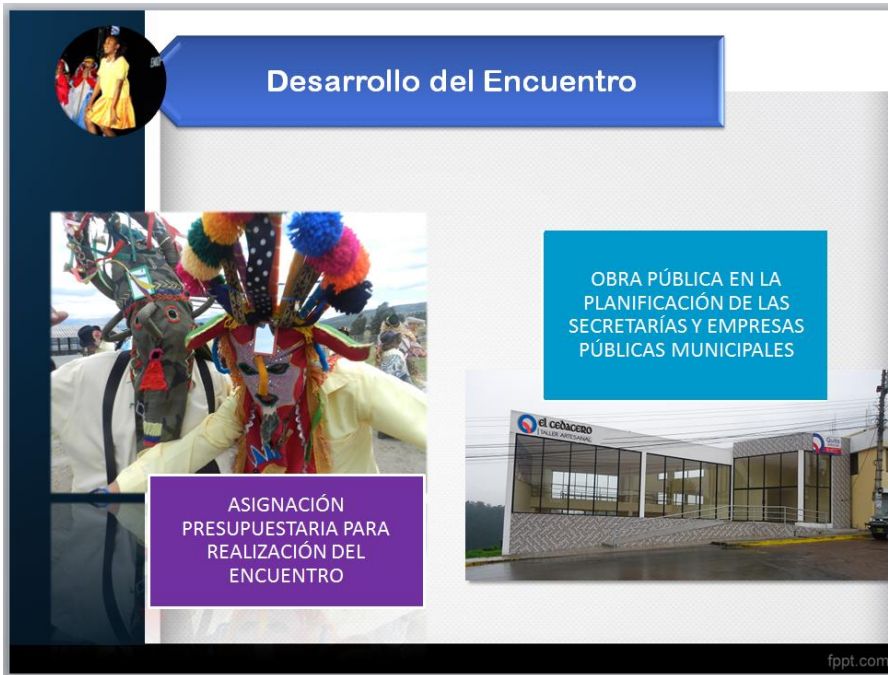 Desarrollo del Encuentro
OBRA PÚBLICA EN LA
PLANIFICACIÓN DE LAS
SECRETARÍAS Y EMPRESAS
PÚBLICAS MUNICIPALES
el CEDACERO
TALLER ARTESANAL
Quito
ASIGNACIÓN
PRESUPUESTARIA PARA
REALIZACIÓN DEL
ENCUENTRO
fppt.com